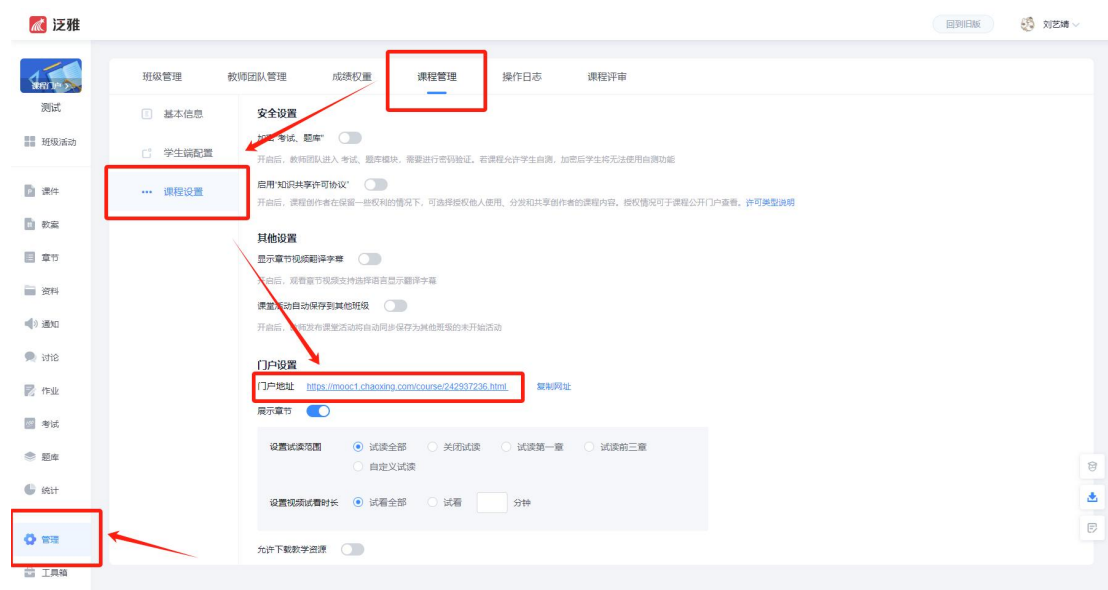 泛雅
回到旧版
刘艺婧
课程门户
测试
班级活动
课件
教案
章节
资料
通知
讨论
作业
考试
题库
统计
管理
工具箱
班级管理 教师团队管理 成绩权重 课程管理 操作日志 课程评审
基本信息
学生端配置
课程设置
安全设置
加密"考试、题库"
开启后，教师团队进入 考试，题库模块，需要进行密码验证。若课程允许学生自测，加密后学生将无法使用自测功能
启用"知识共享许可协议"
开启后，课程创作者在保留一些权利的情况下，可选择授权他人使用、分发和共享创作者的课程内容。授权情况可于课程公开门户查看。许可类型说明
其他设置
显示章节视频翻译字幕
开启后，观看章节视频支持选择语言显示翻译字幕
课堂活动自动保存到其他班级
开启后，教师发布课堂活动将自动同步保存为其他班级的未开始活动
门户设置
门户地址 https://mooc1.chaoxing.com/course/242937236.html 复制网址
展示章节
设置试读范围 试读全部 关闭试读 试读第一章 试读前三章
自定义试读
设置视频试看时长 试看全部 试看 分钟
允许下载教学资源